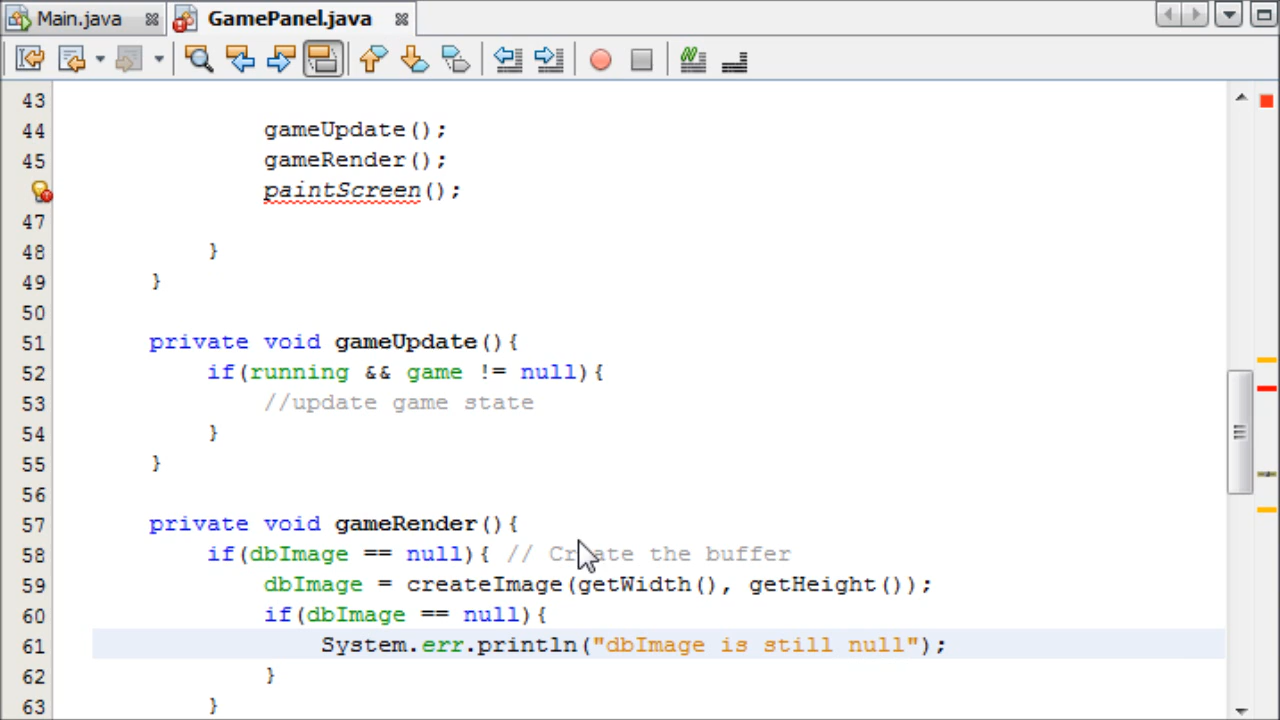 Main.java GamePanel.java
43
44 gameUpdate();
45 gameRender();
paintScreen();
47
48 }
49 }
50
51 private void gameUpdate(){
52 if(running && game != null){
53 //update game state
54 }
55 }
56
57 private void gameRender(){
58 if(dbImage == null){ // Create the buffer
59 dbImage = createImage(getWidth(), getHeight());
60 if(dbImage == null){
61 System.err.println("dbImage is still null");
62 }
63 }